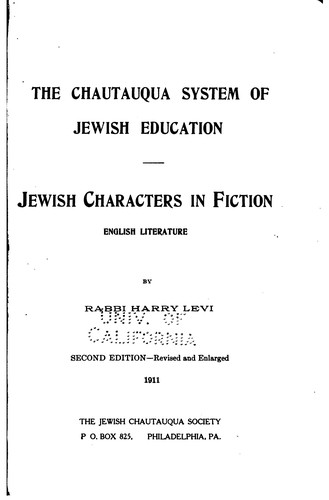 THE CHAUTAUQUA SYSTEM OF
JEWISH EDUCATION
JEWISH CHARACTERS IN FICTION
ENGLISH LITERATURE
BY
RABBI HARRY LEVI
UNIV. OF
CALIFORNIA
SECOND EDITION—Revised and Enlarged
1911
THE JEWISH CHAUTAUQUA SOCIETY
P O. BOX 825, PHILADELPHIA, PA.